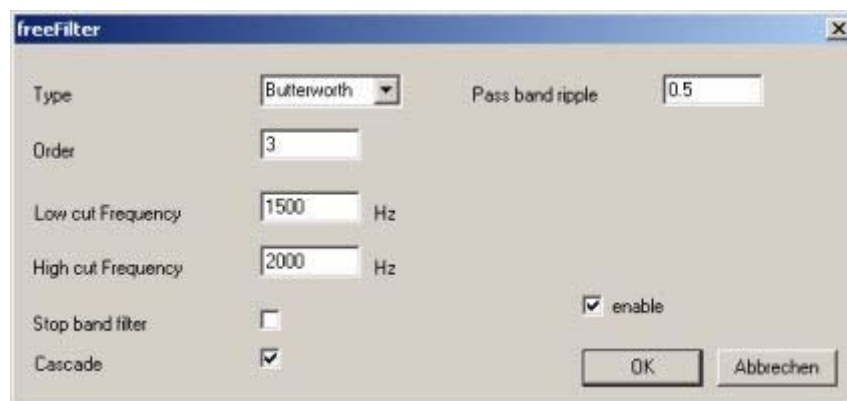 freeFilter
Type Butterworth Pass band ripple 0.5
Order 3
Low cut Frequency 1500 Hz
High cut Frequency 2000 Hz
enable
Stop band filter
Cascade
OK Abbrechen